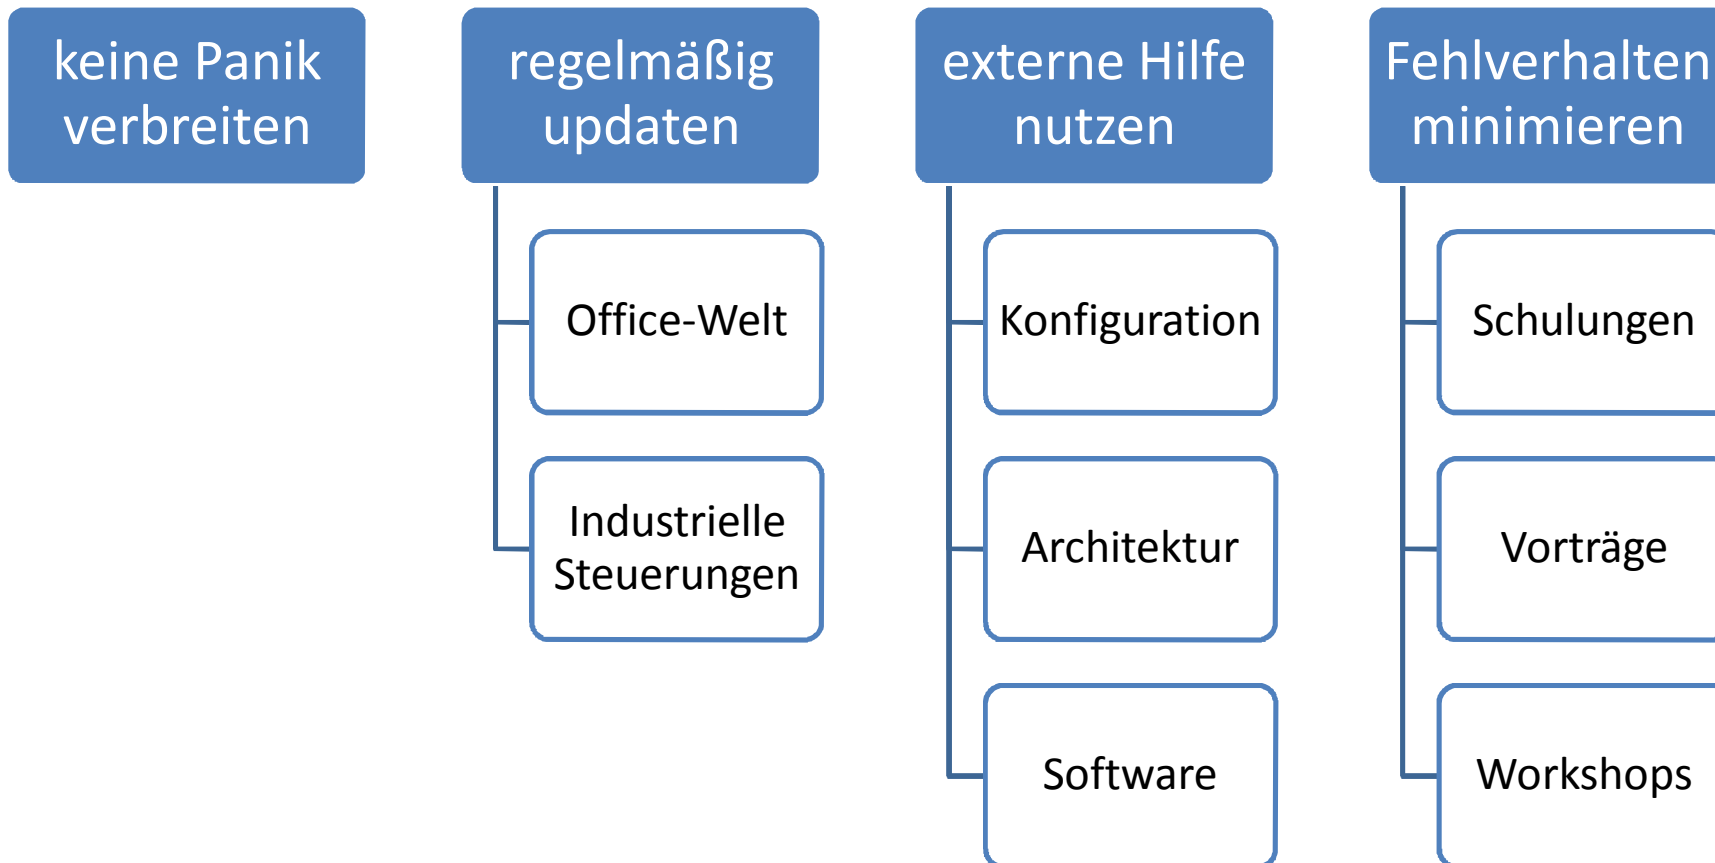 keine Panik
verbreiten
regelmäßig
updaten
Office-Welt
Industrielle
Steuerungen
externe Hilfe
nutzen
Konfiguration
Architektur
Software
Fehlverhalten
minimieren
Schulungen
Vorträge
Workshops